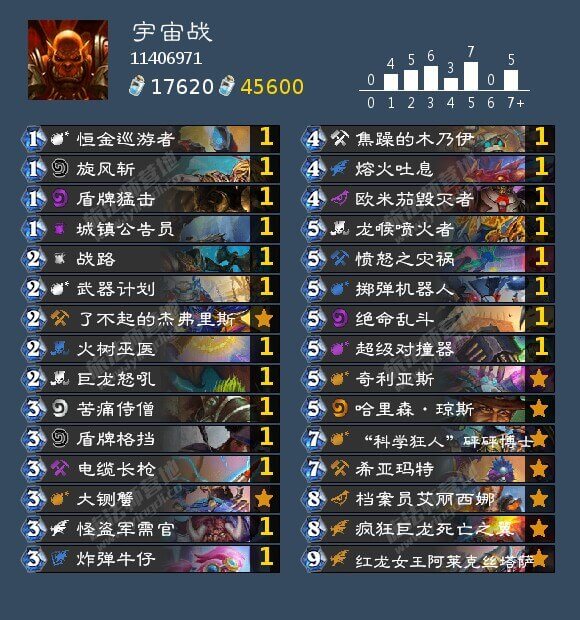 宇宙战
11406971
17620 45600
0 4 5 6 3 7 0 5
0 1 2 3 4 5 6 7+
1 恒金巡游者 1
1 旋风斩 1
1 盾牌猛击 1
1 城镇公告员 1
2 战路 1
2 武器计划 1
2 了不起的杰弗里斯
2 火树巫医 1
2 巨龙怒吼 1
3 苦痛侍僧 1
3 盾牌格挡 1
3 电缆长枪 1
3 大铡蟹
3 怪盗军需官 1
3 炸弹牛仔 1
4 焦躁的木乃伊 1
4 熔火吐息 1
4 欧米茄毁灭者 1
5 龙喉喷火者 1
5 愤怒之灾祸 1
5 掷弹机器人 1
5 绝命乱斗 1
5 超级对撞器 1
5 奇利亚斯
5 哈里森·琼斯
7 “科学狂人”砰砰博士
7 希亚玛特
8 档案员艾丽西娜
8 疯狂巨龙死亡之翼
9 红龙女王阿莱克丝塔萨